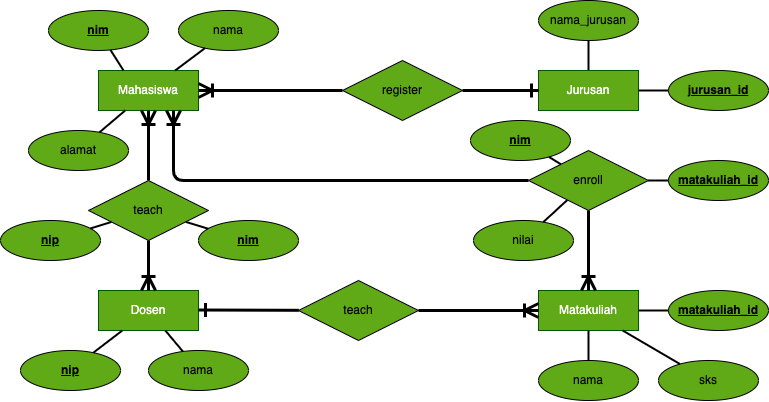 nama_jurusan
nim
nama
Mahasiswa
register
Jurusan
jurusan_id
nim
alamat
enroll
matakuliah_id
teach
nip
nim
nilai
Dosen
teach
Matakuliah
matakuliah_id
nip
nama
nama
sks